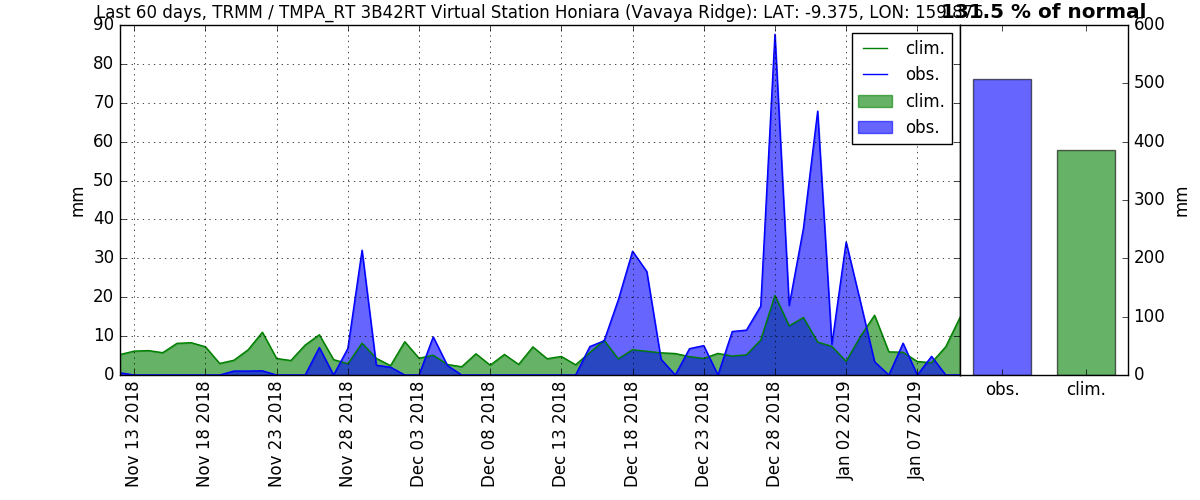 Last 60 days, TRMM / TMPA_RT 3B42RT Virtual Station Honiara (Vavaya Ridge): LAT: -9.375, LON: 159.875
131.5 % of normal
90
80
70
60
50
40
30
20
10
0
mm
clim.
obs.
clim.
obs.
Nov 13 2018
Nov 18 2018
Nov 23 2018
Nov 28 2018
Dec 03 2018
Dec 08 2018
Dec 13 2018
Dec 18 2018
Dec 23 2018
Dec 28 2018
Jan 02 2019
Jan 07 2019
600
500
400
300
200
100
0
mm
obs.
clim.